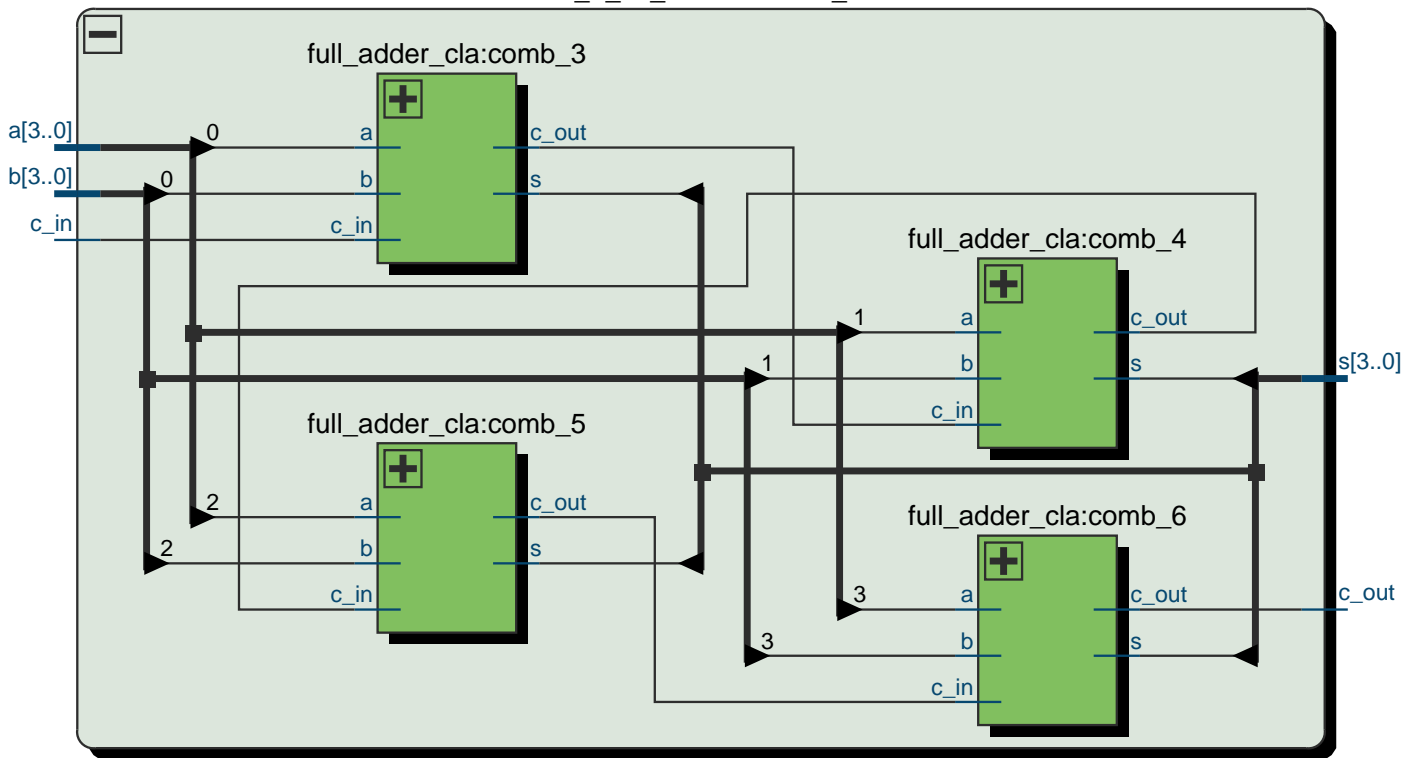 full_adder_cla:comb_3
a[3..0]
0
a
c_out
b[3..0]
0
b
s
c_in
c_in
full_adder_cla:comb_4
1
a
c_out
1
b
s
s[3..0]
c_in
full_adder_cla:comb_5
2
a
c_out
2
b
s
c_in
full_adder_cla:comb_6
3
a
c_out
c_out
3
b
s
c_in